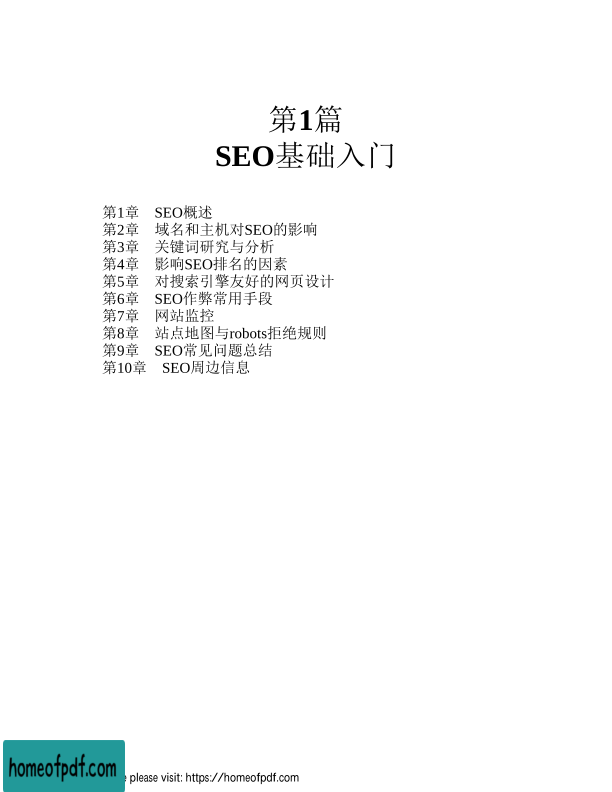 第1篇
SEO基础入门
第1章 SEO概述
第2章 域名和主机对SEO的影响
第3章 关键词研究与分析
第4章 影响SEO排名的因素
第5章 对搜索引擎友好的网页设计
第6章 SEO作弊常用手段
第7章 网站监控
第8章 站点地图与robots拒绝规则
第9章 SEO常见问题总结
第10章 SEO周边信息
homeofpdf.com
please visit: https://homeofpdf.com